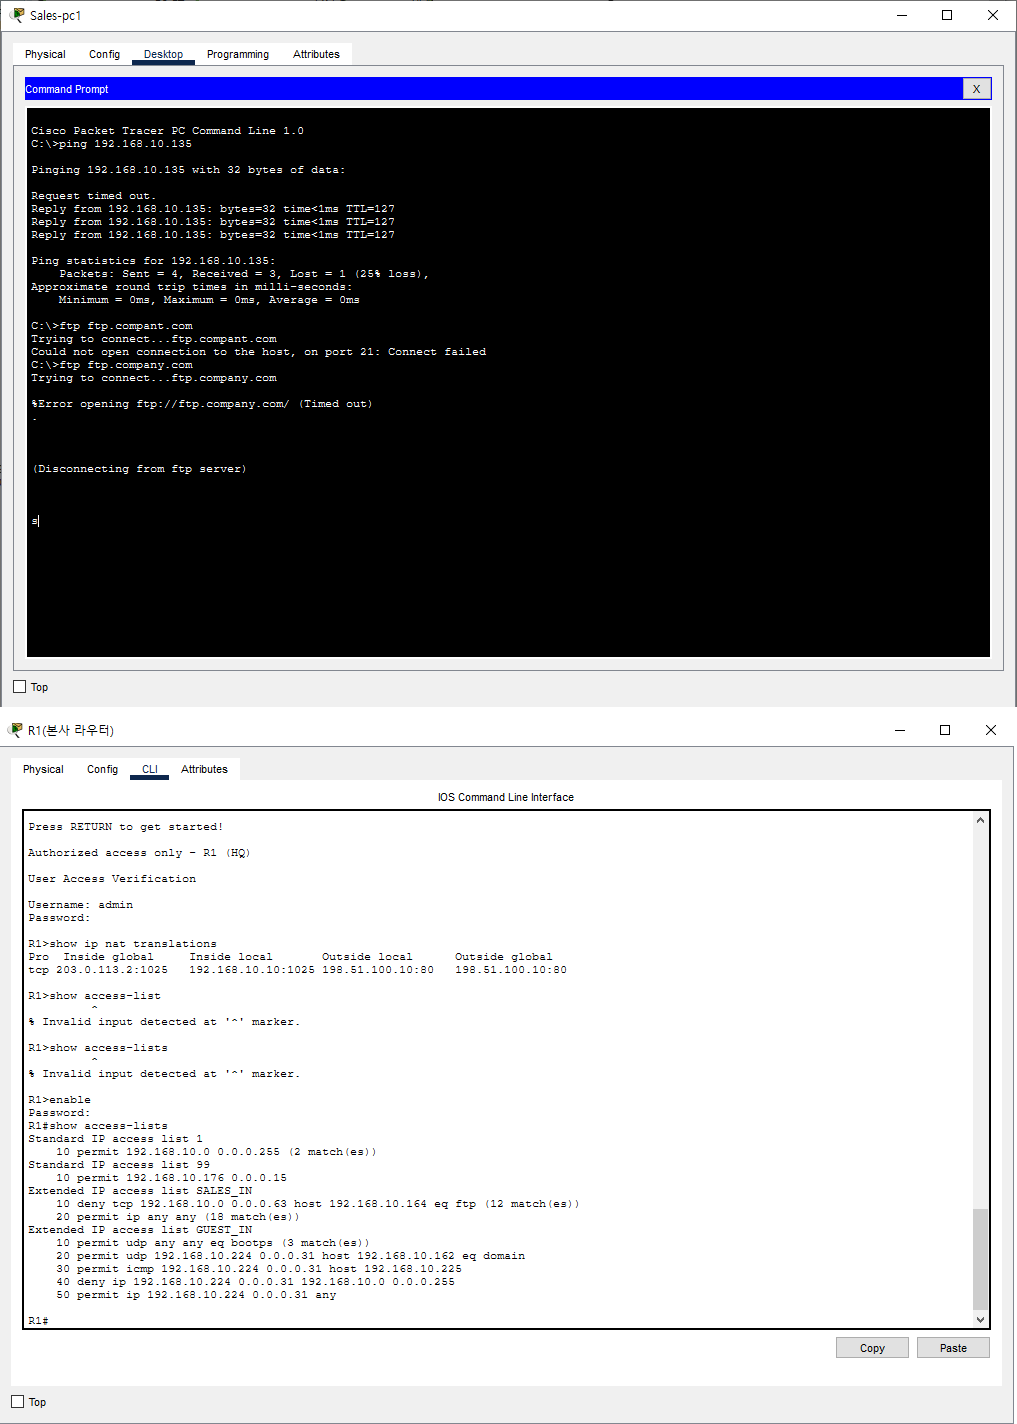 Sales-pc1
Physical Config Desktop Programming Attributes
Command Prompt X
Cisco Packet Tracer PC Command Line 1.0
C:\>ping 192.168.10.135
Pinging 192.168.10.135 with 32 bytes of data:
Request timed out.
Reply from 192.168.10.135: bytes=32 time<1ms TTL=127
Reply from 192.168.10.135: bytes=32 time<1ms TTL=127
Reply from 192.168.10.135: bytes=32 time<1ms TTL=127
Ping statistics for 192.168.10.135:
    Packets: Sent = 4, Received = 3, Lost = 1 (25% loss),
Approximate round trip times in milli-seconds:
    Minimum = 0ms, Maximum = 0ms, Average = 0ms
C:\>ftp ftp.compant.com
Trying to connect...ftp.compant.com
Could not open connection to the host, on port 21: Connect failed
C:\>ftp ftp.company.com
Trying to connect...ftp.company.com
%Error opening ftp://ftp.company.com/ (Timed out)
.
(Disconnecting from ftp server)
s
Top
R1(본사 라우터)
Physical Config CLI Attributes
IOS Command Line Interface
Press RETURN to get started!
Authorized access only - R1 (HQ)
User Access Verification
Username: admin
Password:
R1>show ip nat translations
Pro  Inside global     Inside local       Outside local      Outside global
tcp 203.0.113.2:1025   192.168.10.10:1025 198.51.100.10:80   198.51.100.10:80
R1>show access-list
         ^
% Invalid input detected at '^' marker.
R1>show access-lists
         ^
% Invalid input detected at '^' marker.
R1>enable
Password:
R1#show access-lists
Standard IP access list 1
    10 permit 192.168.10.0 0.0.0.255 (2 match(es))
Standard IP access list 99
    10 permit 192.168.10.176 0.0.0.15
Extended IP access list SALES_IN
    10 deny tcp 192.168.10.0 0.0.0.63 host 192.168.10.164 eq ftp (12 match(es))
    20 permit ip any any (18 match(es))
Extended IP access list GUEST_IN
    10 permit udp any any eq bootps (3 match(es))
    20 permit udp 192.168.10.224 0.0.0.31 host 192.168.10.162 eq domain
    30 permit icmp 192.168.10.224 0.0.0.31 host 192.168.10.225
    40 deny ip 192.168.10.224 0.0.0.31 192.168.10.0 0.0.0.255
    50 permit ip 192.168.10.224 0.0.0.31 any
R1#
Copy Paste
Top